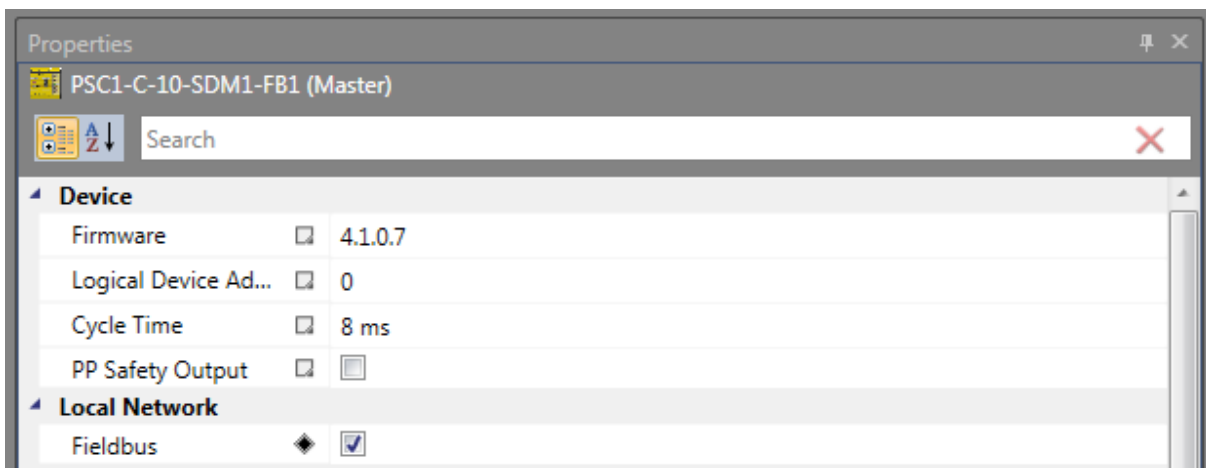 Properties
PSC1-C-10-SDM1-FB1 (Master)
A Z Search
Device
Firmware 4.1.0.7
Logical Device Ad... 0
Cycle Time 8 ms
PP Safety Output
Local Network
Fieldbus